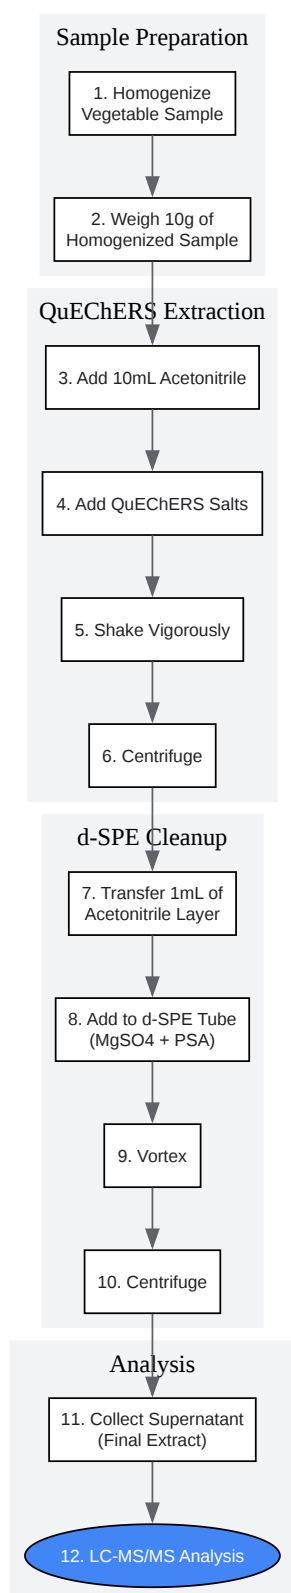 Sample Preparation
1. Homogenize
Vegetable Sample
2. Weigh 10g of
Homogenized Sample
QuEChERS Extraction
3. Add 10mL Acetonitrile
4. Add QuEChERS Salts
5. Shake Vigorously
6. Centrifuge
d-SPE Cleanup
7. Transfer 1mL of
Acetonitrile Layer
8. Add to d-SPE Tube
(MgSO4 + PSA)
9. Vortex
10. Centrifuge
Analysis
11. Collect Supernatant
(Final Extract)
12. LC-MS/MS Analysis